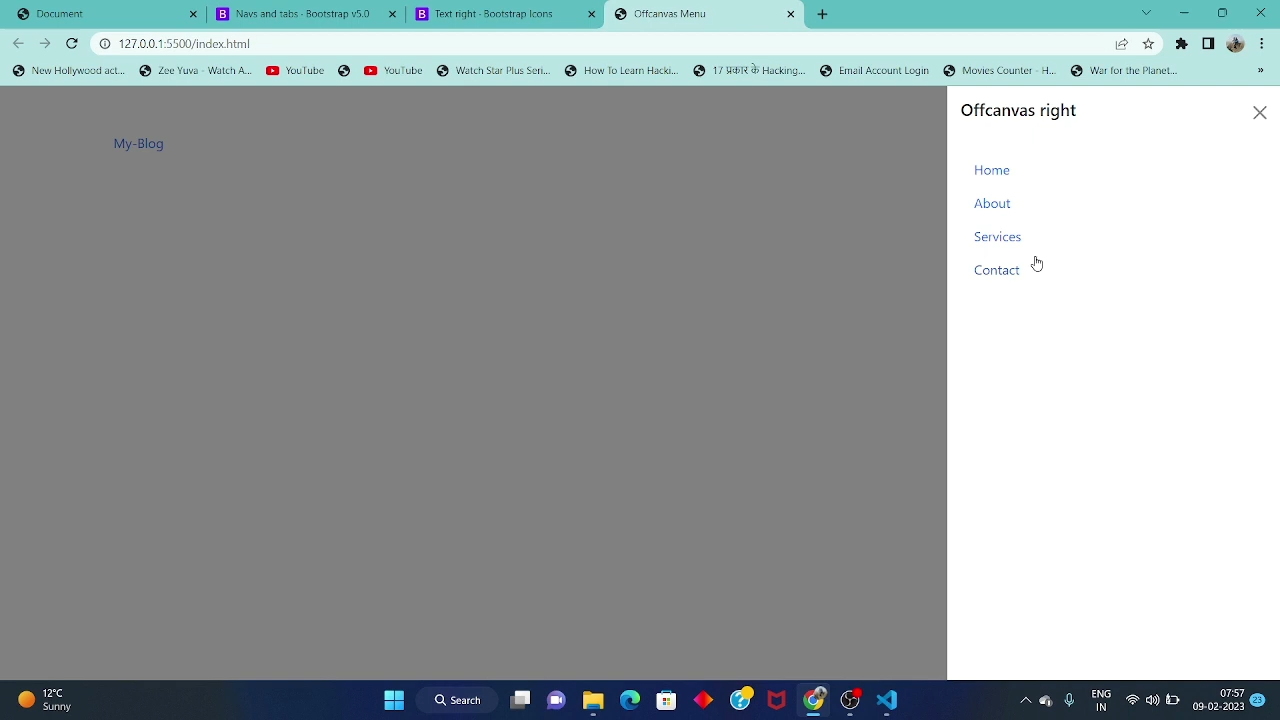 Document
Navs and tabs - Bootstrap v5.0
Text right - Bootstrap Icons
Offcanvas Menu
127.0.0.1:5500/index.html
New Hollywood act...
Zee Yuva - Watch A...
YouTube
YouTube
Watch Star Plus Seri...
How To Learn Hacki...
17 प्रकार के Hacking...
Email Account Login
Movies Counter - H...
War for the Planet...
»
Offcanvas right
My-Blog
Home
About
Services
Contact
12°C
Sunny
Search
ENG
IN
07:57
09-02-2023
23